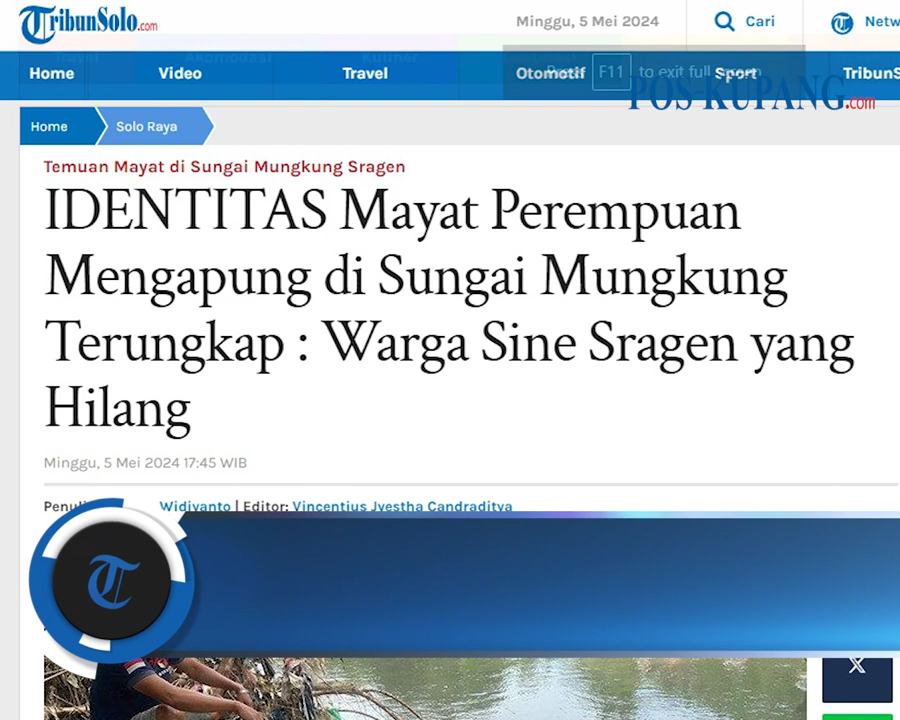 TribunSolo.com
Minggu, 5 Mei 2024
Cari
Netw
Home
Video
Travel
Otomotif
F11
to exit full
Sport
TribunS
POS-KUPANG.com
Home
Solo Raya
Temuan Mayat di Sungai Mungkung Sragen
IDENTITAS Mayat Perempuan
Mengapung di Sungai Mungkung
Terungkap : Warga Sine Sragen yang
Hilang
Minggu, 5 Mei 2024 17:45 WIB
Widiyanto | Editor: Vincentius Jyestha Candraditya